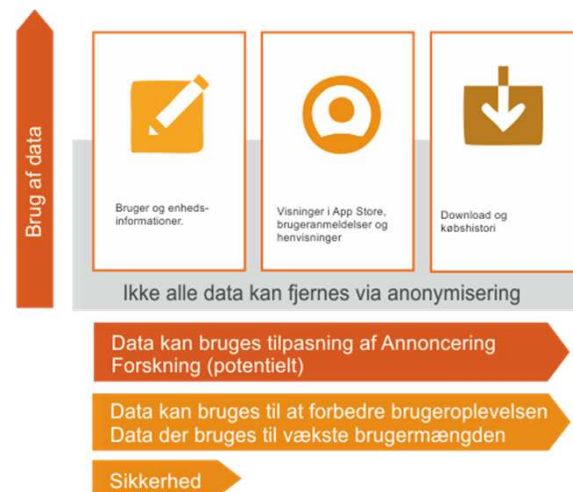 Brug af data
Bruger og enheds-
informationer.
Visninger i App Store,
brugeranmeldelser og
henvisninger
Download og
købshistori
Ikke alle data kan fjernes via anonymisering
Data kan bruges tilpasning af Annoncering
Forskning (potentielt)
Data kan bruges til at forbedre brugeroplevelsen
Data der bruges til vækste brugermængden
Sikkerhed